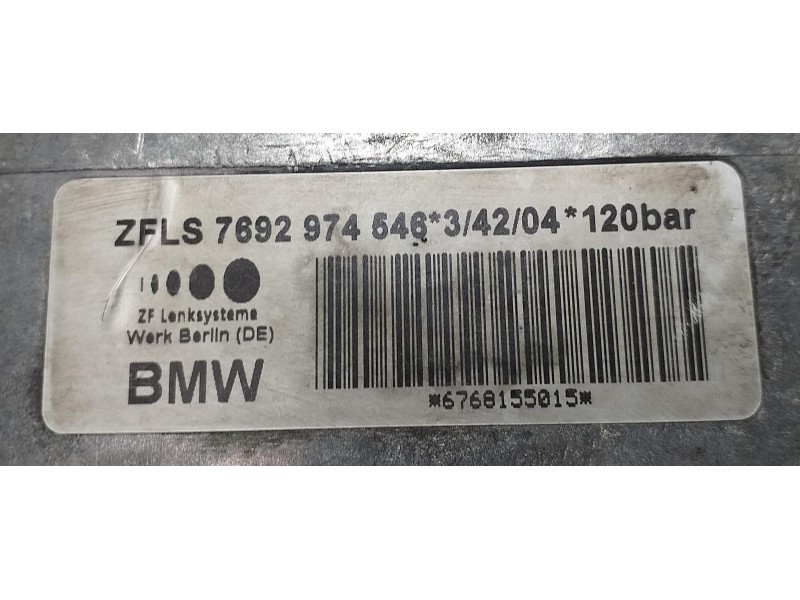 ZFLS 7692 974 546*3/42/04*120bar
ZF Lenksysteme
Werk Berlin (DE)
BMW
*6768155015*